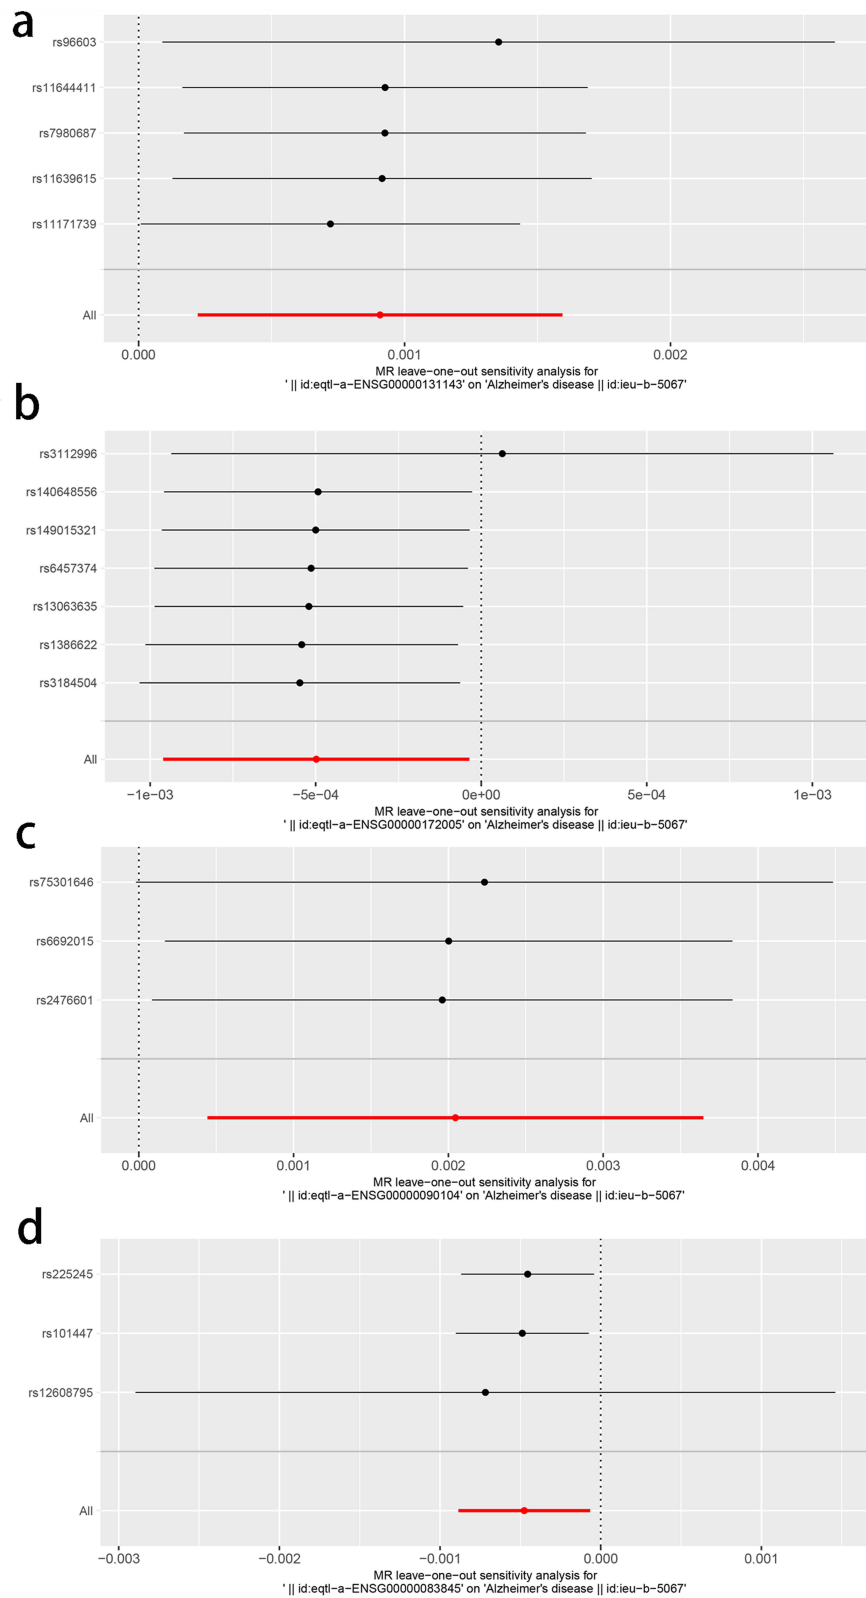 a
rs96603
rs11644411
rs7980687
rs11639615
rs11171739
All
0.000 0.001 0.002
MR leave−one−out sensitivity analysis for
' || id:eqtl−a−ENSG00000131143' on 'Alzheimer's disease || id:ieu−b−5067'
b
rs3112996
rs140648556
rs149015321
rs6457374
rs13063635
rs1386622
rs3184504
All
−1e−03 −5e−04 0e+00 5e−04 1e−03
MR leave−one−out sensitivity analysis for
' || id:eqtl−a−ENSG00000172005' on 'Alzheimer's disease || id:ieu−b−5067'
c
rs75301646
rs6692015
rs2476601
All
0.000 0.001 0.002 0.003 0.004
MR leave−one−out sensitivity analysis for
' || id:eqtl−a−ENSG00000090104' on 'Alzheimer's disease || id:ieu−b−5067'
d
rs225245
rs101447
rs12608795
All
−0.003 −0.002 −0.001 0.000 0.001
MR leave−one−out sensitivity analysis for
' || id:eqtl−a−ENSG00000083845' on 'Alzheimer's disease || id:ieu−b−5067'